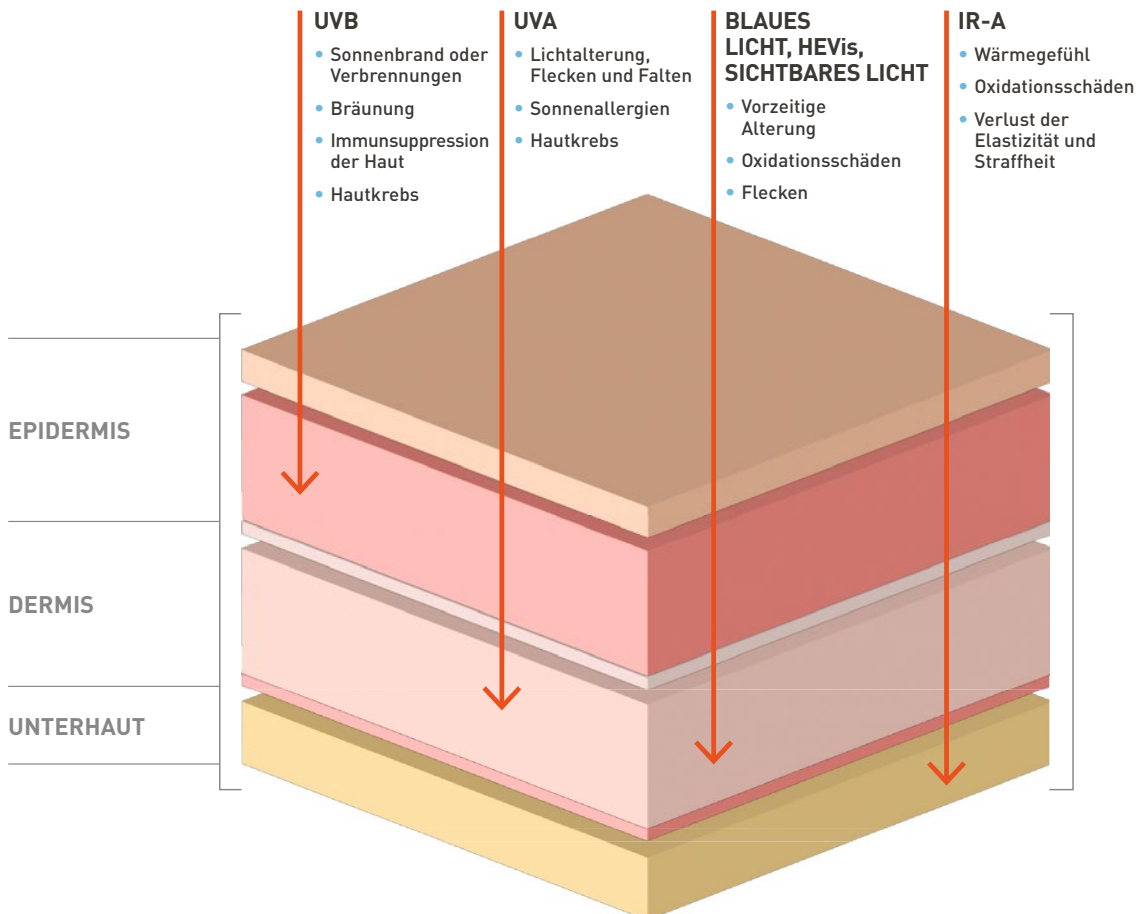 UVB
• Sonnenbrand oder
Verbrennungen
• Bräunung
• Immunsuppression
der Haut
• Hautkrebs
UVA
• Lichtalterung,
Flecken und Falten
• Sonnenallergien
• Hautkrebs
BLAUES
LICHT, HEVis,
SICHTBARES LICHT
• Vorzeitige
Alterung
• Oxidationsschäden
• Flecken
IR-A
• Wärmegefühl
• Oxidationsschäden
• Verlust der
Elastizität und
Straffheit
EPIDERMIS
DERMIS
UNTERHAUT